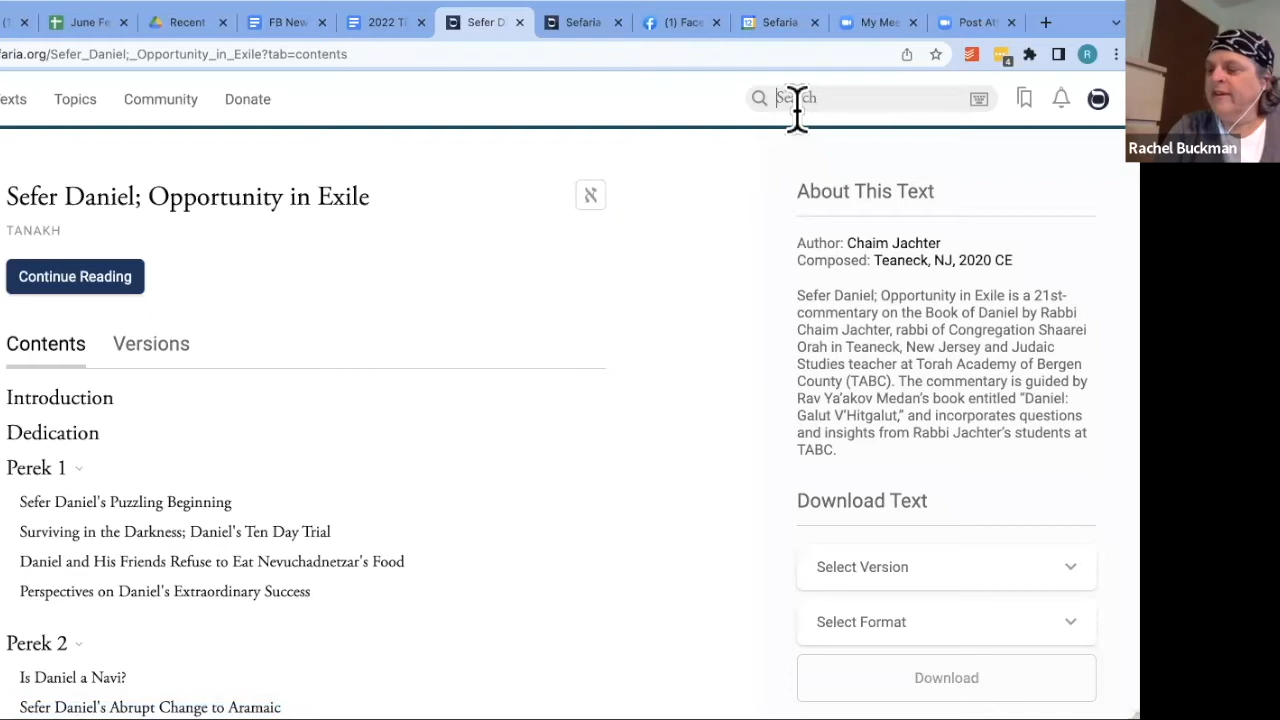 (1
June Fe
Recent
FB New
2022 Ti
Sefer D
Sefaria
(1) Face
Sefaria
My Mee
Post At
faria.org/Sefer_Daniel;_Opportunity_in_Exile?tab=contents
4
R
exts
Topics
Community
Donate
Search
Rachel Buckman
Sefer Daniel; Opportunity in Exile
א
TANAKH
Continue Reading
Contents
Versions
Introduction
Dedication
Perek 1
Sefer Daniel's Puzzling Beginning
Surviving in the Darkness; Daniel's Ten Day Trial
Daniel and His Friends Refuse to Eat Nevuchadnetzar's Food
Perspectives on Daniel's Extraordinary Success
Perek 2
Is Daniel a Navi?
Sefer Daniel's Abrupt Change to Aramaic
About This Text
Author: Chaim Jachter
Composed: Teaneck, NJ, 2020 CE
Sefer Daniel; Opportunity in Exile is a 21st-
commentary on the Book of Daniel by Rabbi
Chaim Jachter, rabbi of Congregation Shaarei
Orah in Teaneck, New Jersey and Judaic
Studies teacher at Torah Academy of Bergen
County (TABC). The commentary is guided by
Rav Ya’akov Medan’s book entitled “Daniel:
Galut V’Hitgalut,” and incorporates questions
and insights from Rabbi Jachter’s students at
TABC.
Download Text
Select Version
Select Format
Download